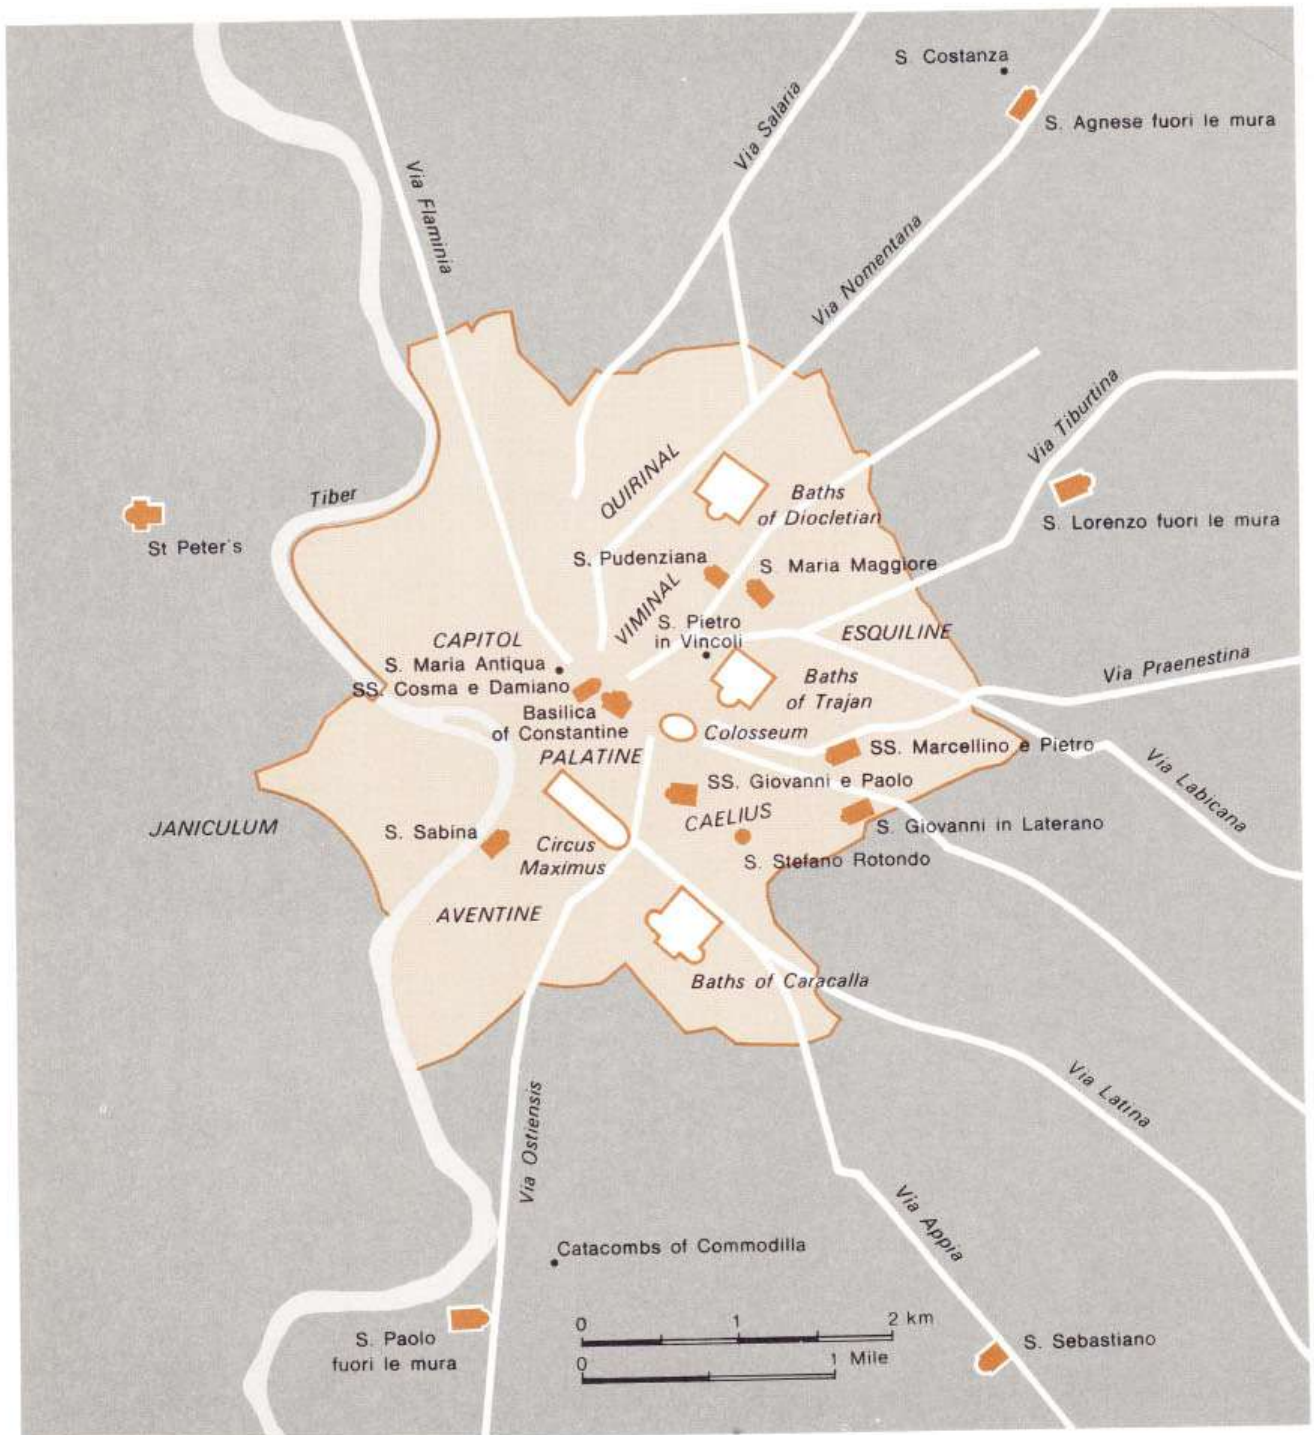 S. Costanza
S. Agnese fuori le mura
Via Salaria
Via Flaminia
Via Nomentana
Via Tiburtina
QUIRINAL
Baths
of Diocletian
Tiber
St Peter's
S. Lorenzo fuori le mura
S. Pudenziana
S. Maria Maggiore
VIMINAL
S. Pietro
in Vincoli
ESQUILINE
CAPITOL
S. Maria Antiqua
SS. Cosma e Damiano
Basilica
of Constantine
Baths
of Trajan
Via Praenestina
Colosseum
SS. Marcellino e Pietro
PALATINE
SS. Giovanni e Paolo
Via Labicana
JANICULUM
S. Sabina
Circus
Maximus
CAELIUS
S. Giovanni in Laterano
S. Stefano Rotondo
AVENTINE
Baths of Caracalla
Via Ostiensis
Via Latina
Via Appia
Catacombs of Commodilla
S. Paolo
fuori le mura
0 1 2 km
0 1 Mile
S. Sebastiano